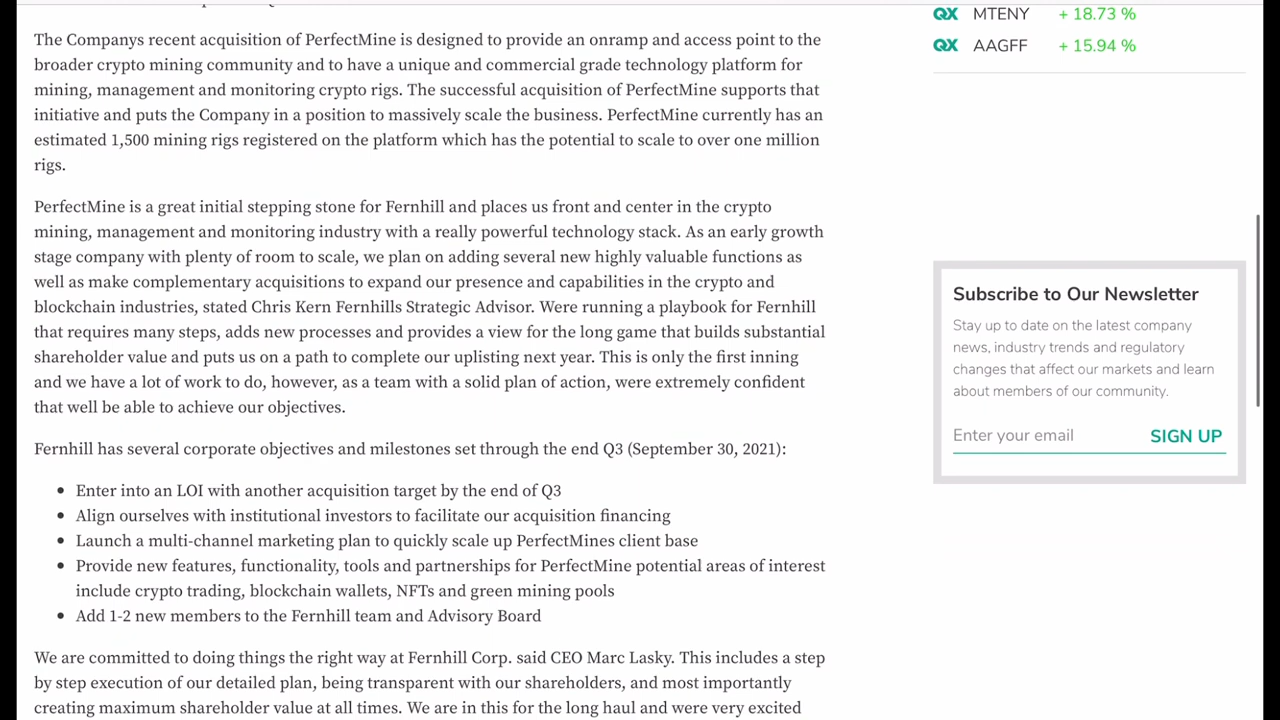 The Companys recent acquisition of PerfectMine is designed to provide an onramp and access point to the
broader crypto mining community and to have a unique and commercial grade technology platform for
mining, management and monitoring crypto rigs. The successful acquisition of PerfectMine supports that
initiative and puts the Company in a position to massively scale the business. PerfectMine currently has an
estimated 1,500 mining rigs registered on the platform which has the potential to scale to over one million
rigs.
PerfectMine is a great initial stepping stone for Fernhill and places us front and center in the crypto
mining, management and monitoring industry with a really powerful technology stack. As an early growth
stage company with plenty of room to scale, we plan on adding several new highly valuable functions as
well as make complementary acquisitions to expand our presence and capabilities in the crypto and
blockchain industries, stated Chris Kern Fernhills Strategic Advisor. Were running a playbook for Fernhill
that requires many steps, adds new processes and provides a view for the long game that builds substantial
shareholder value and puts us on a path to complete our uplisting next year. This is only the first inning
and we have a lot of work to do, however, as a team with a solid plan of action, were extremely confident
that well be able to achieve our objectives.
Fernhill has several corporate objectives and milestones set through the end Q3 (September 30, 2021):
• Enter into an LOI with another acquisition target by the end of Q3
• Align ourselves with institutional investors to facilitate our acquisition financing
• Launch a multi-channel marketing plan to quickly scale up PerfectMines client base
• Provide new features, functionality, tools and partnerships for PerfectMine potential areas of interest
include crypto trading, blockchain wallets, NFTs and green mining pools
• Add 1-2 new members to the Fernhill team and Advisory Board
We are committed to doing things the right way at Fernhill Corp. said CEO Marc Lasky. This includes a step
by step execution of our detailed plan, being transparent with our shareholders, and most importantly
creating maximum shareholder value at all times. We are in this for the long haul and were very excited
QX MTENY + 18.73 %
QX AAGFF + 15.94 %
Subscribe to Our Newsletter
Stay up to date on the latest company
news, industry trends and regulatory
changes that affect our markets and learn
about members of our community.
Enter your email SIGN UP